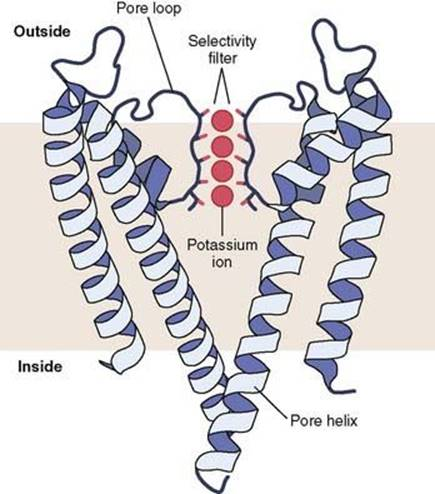 Pore loop
Outside
Selectivity
filter
Potassium
ion
Inside
Pore helix